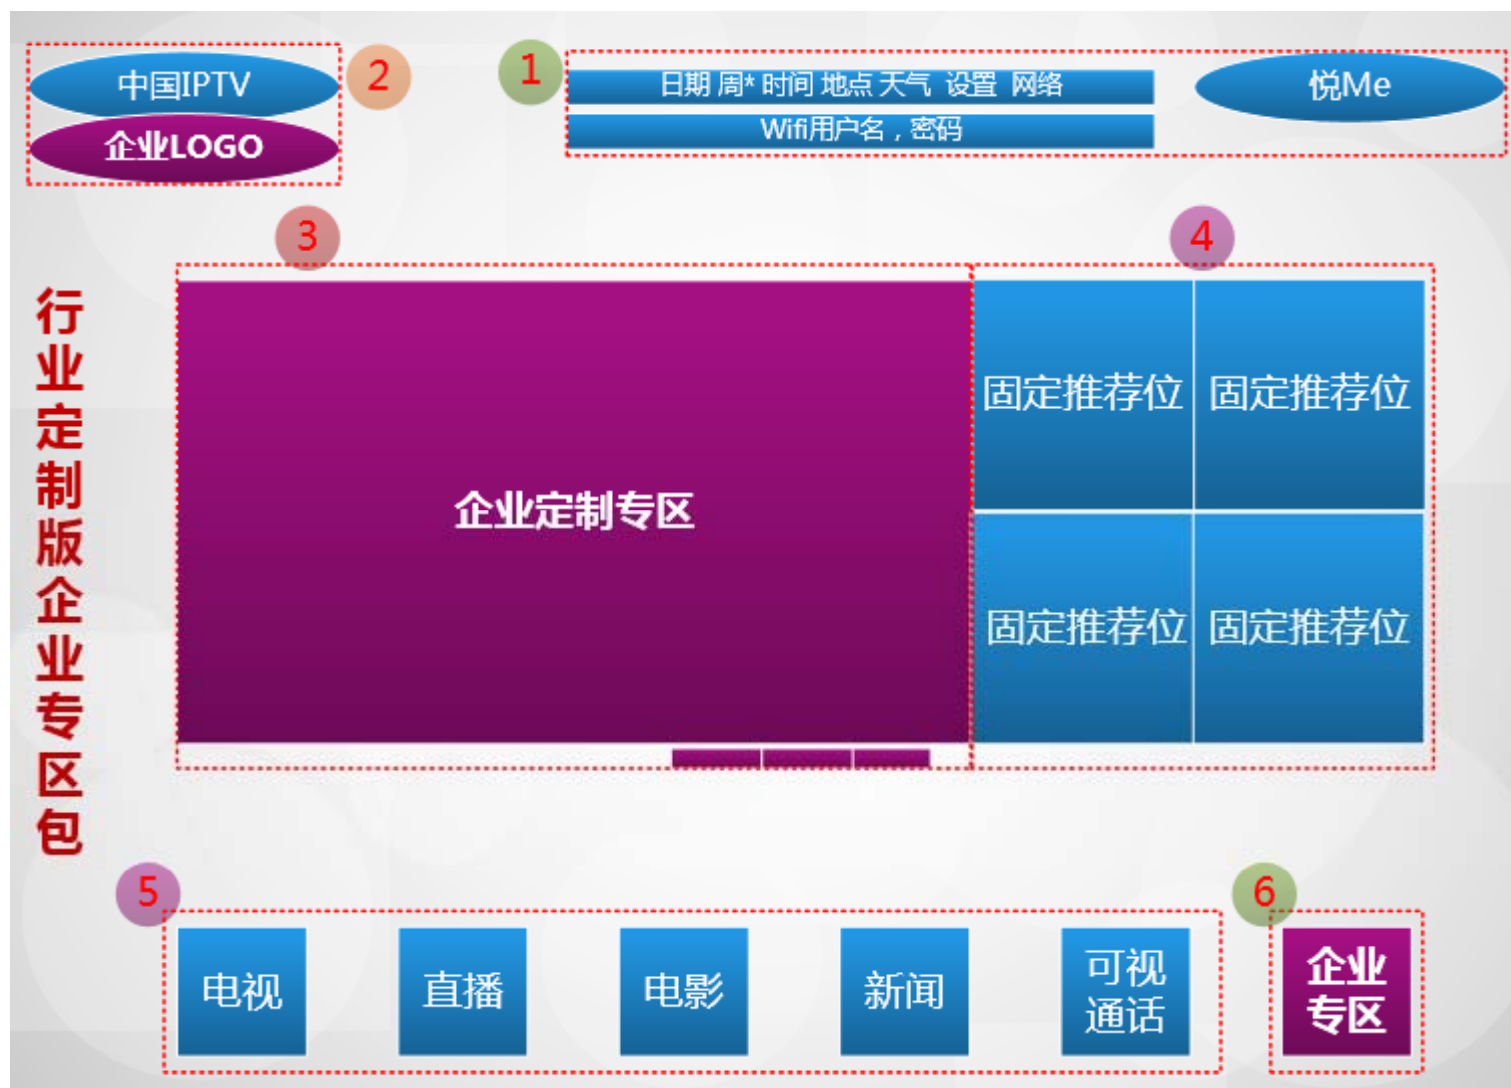 中国IPTV
企业LOGO
2
1
日期 周* 时间 地点 天气 设置 网络
Wifi用户名，密码
悦Me
3
4
行业定制版企业专区包
企业定制专区
固定推荐位
固定推荐位
固定推荐位
固定推荐位
5
6
电视
直播
电影
新闻
可视
通话
企业
专区